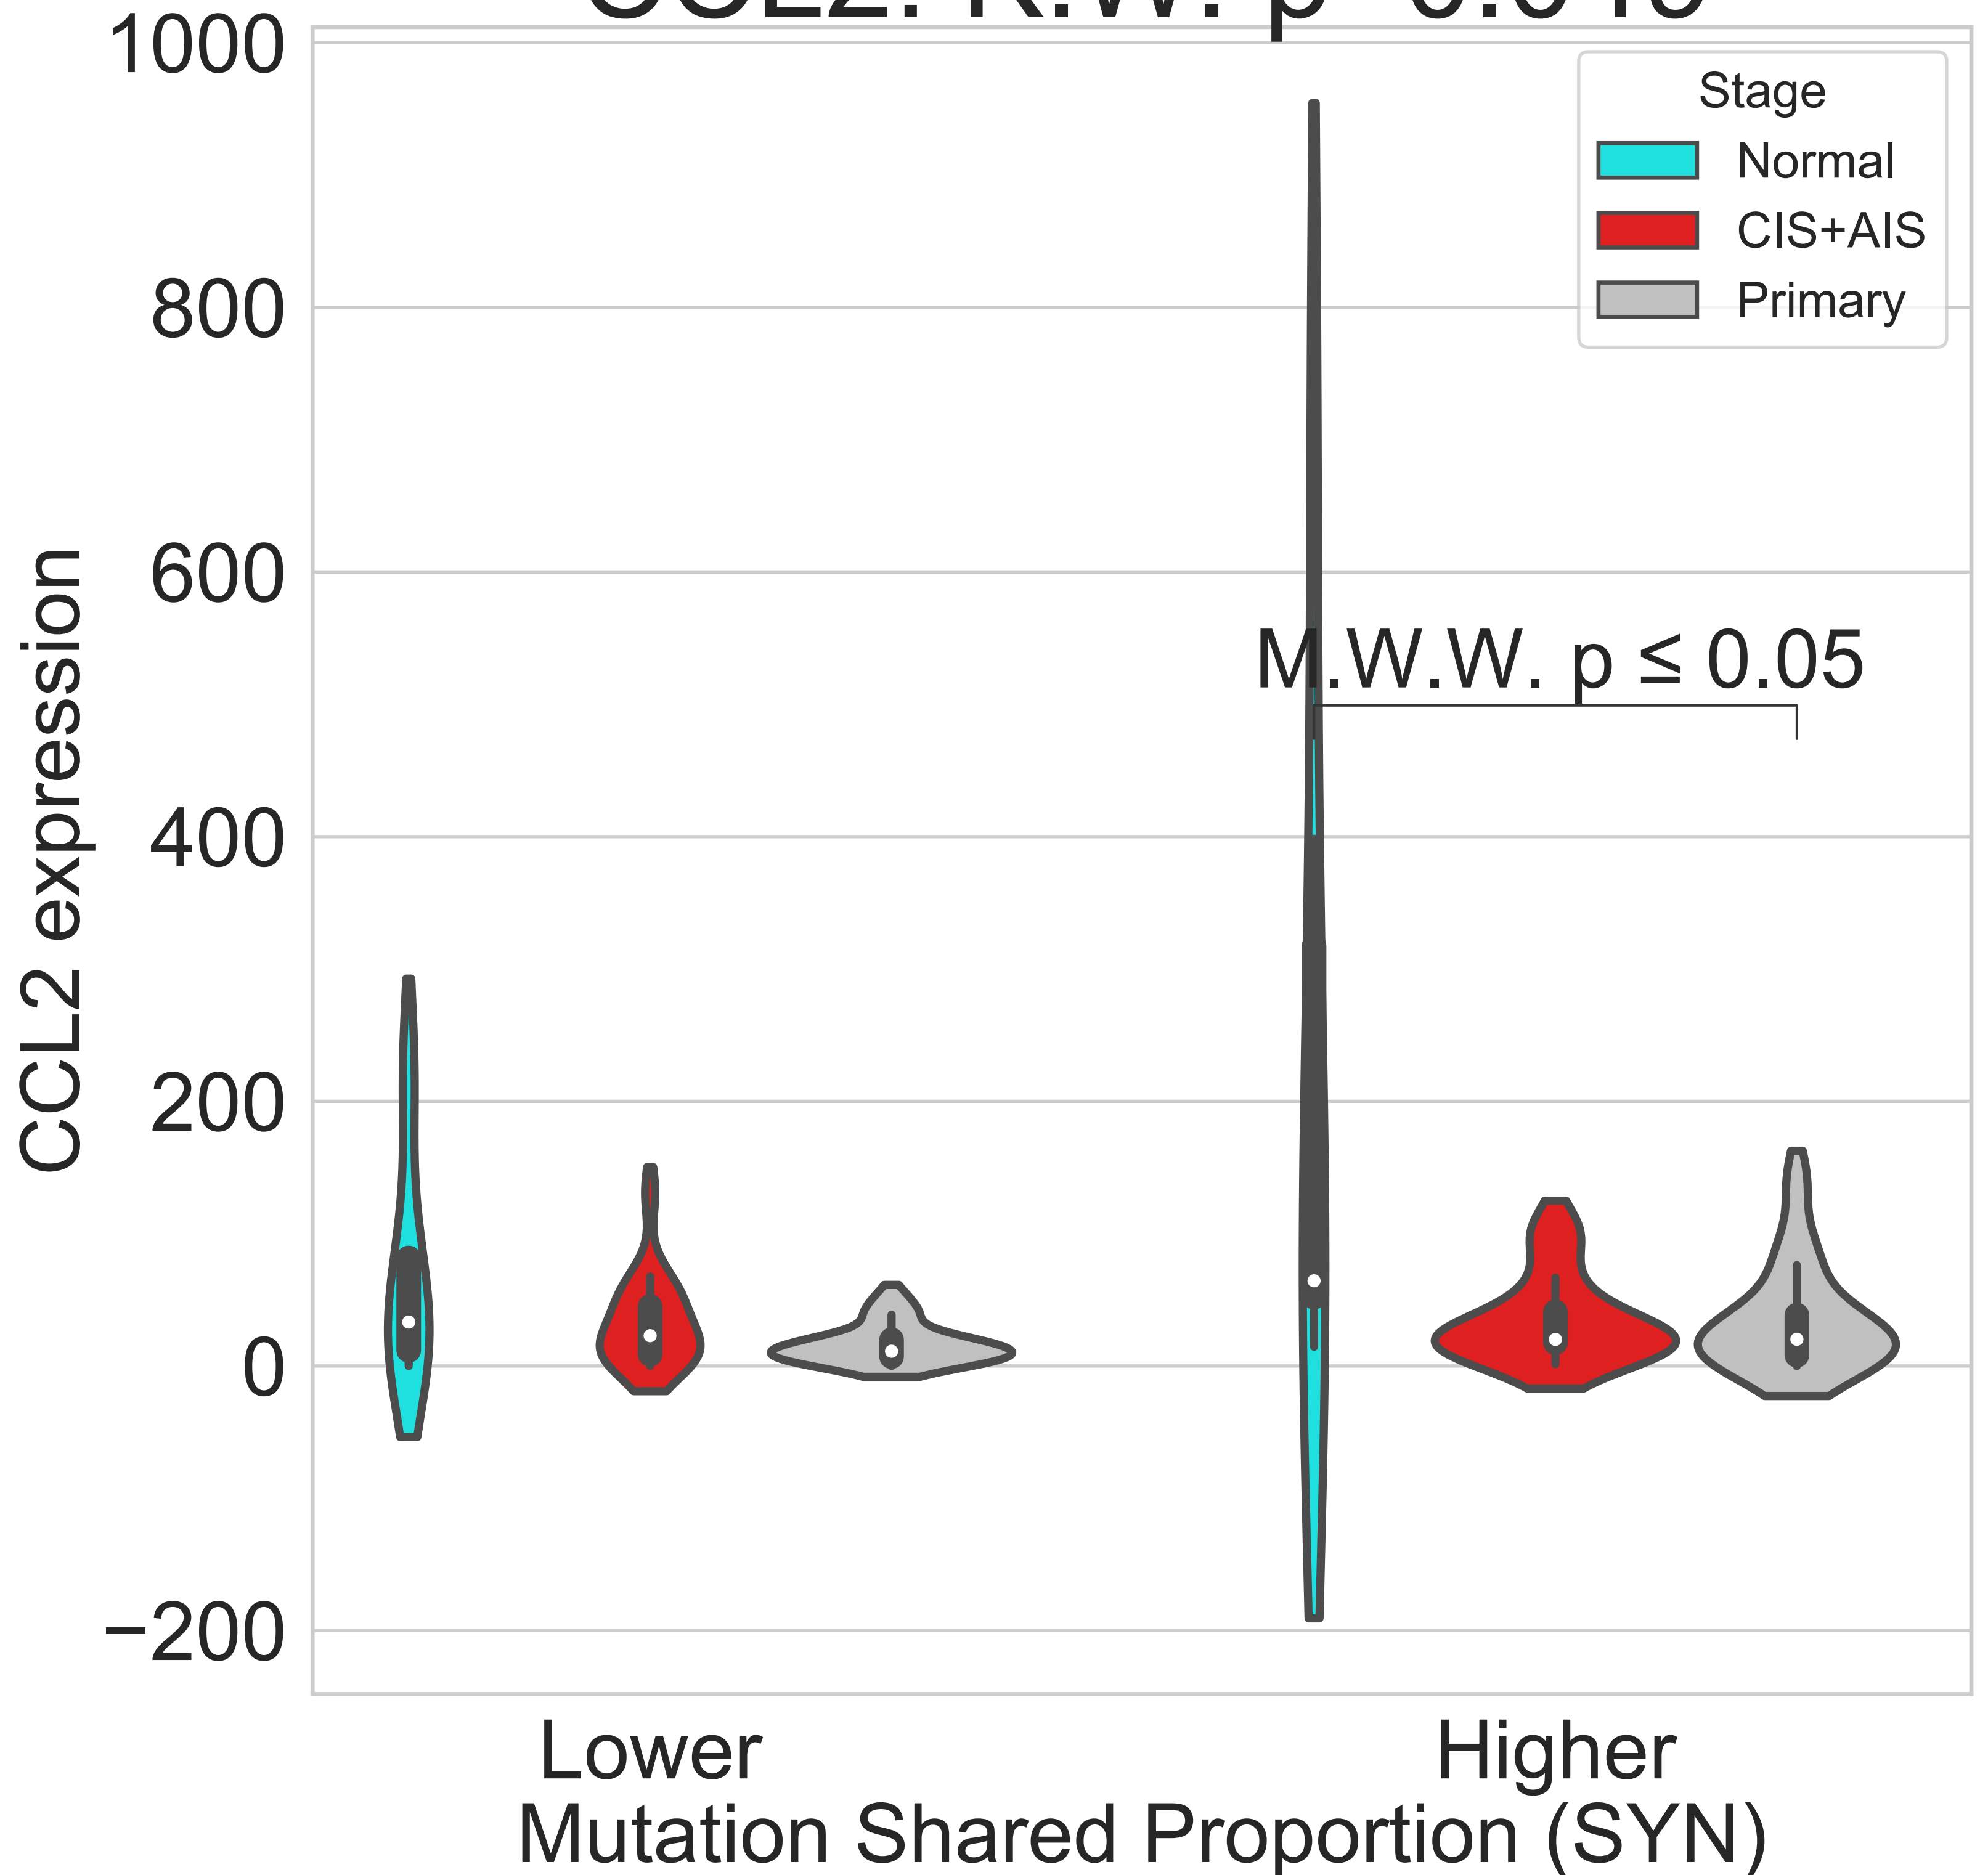 1000
800
600
400
200
0
−200
CCL2 expression
Stage
Normal
CIS+AIS
Primary
M.W.W. p ≤ 0.05
Lower
Higher
Mutation Shared Proportion (SYN)